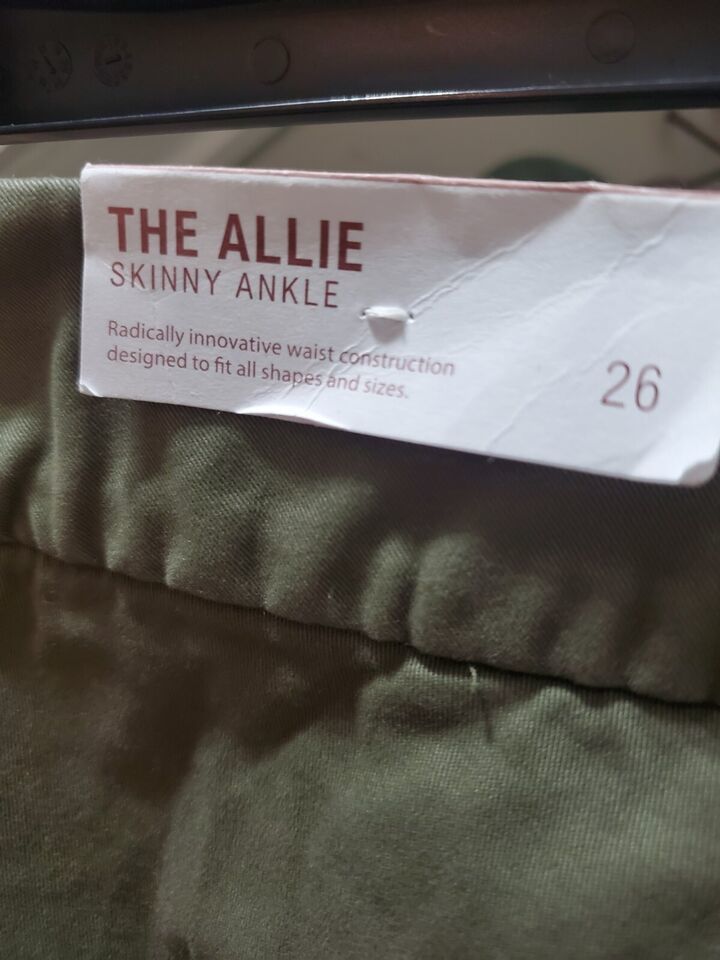 THE ALLIE
SKINNY ANKLE
Radically innovative waist construction
designed to fit all shapes and sizes.
26